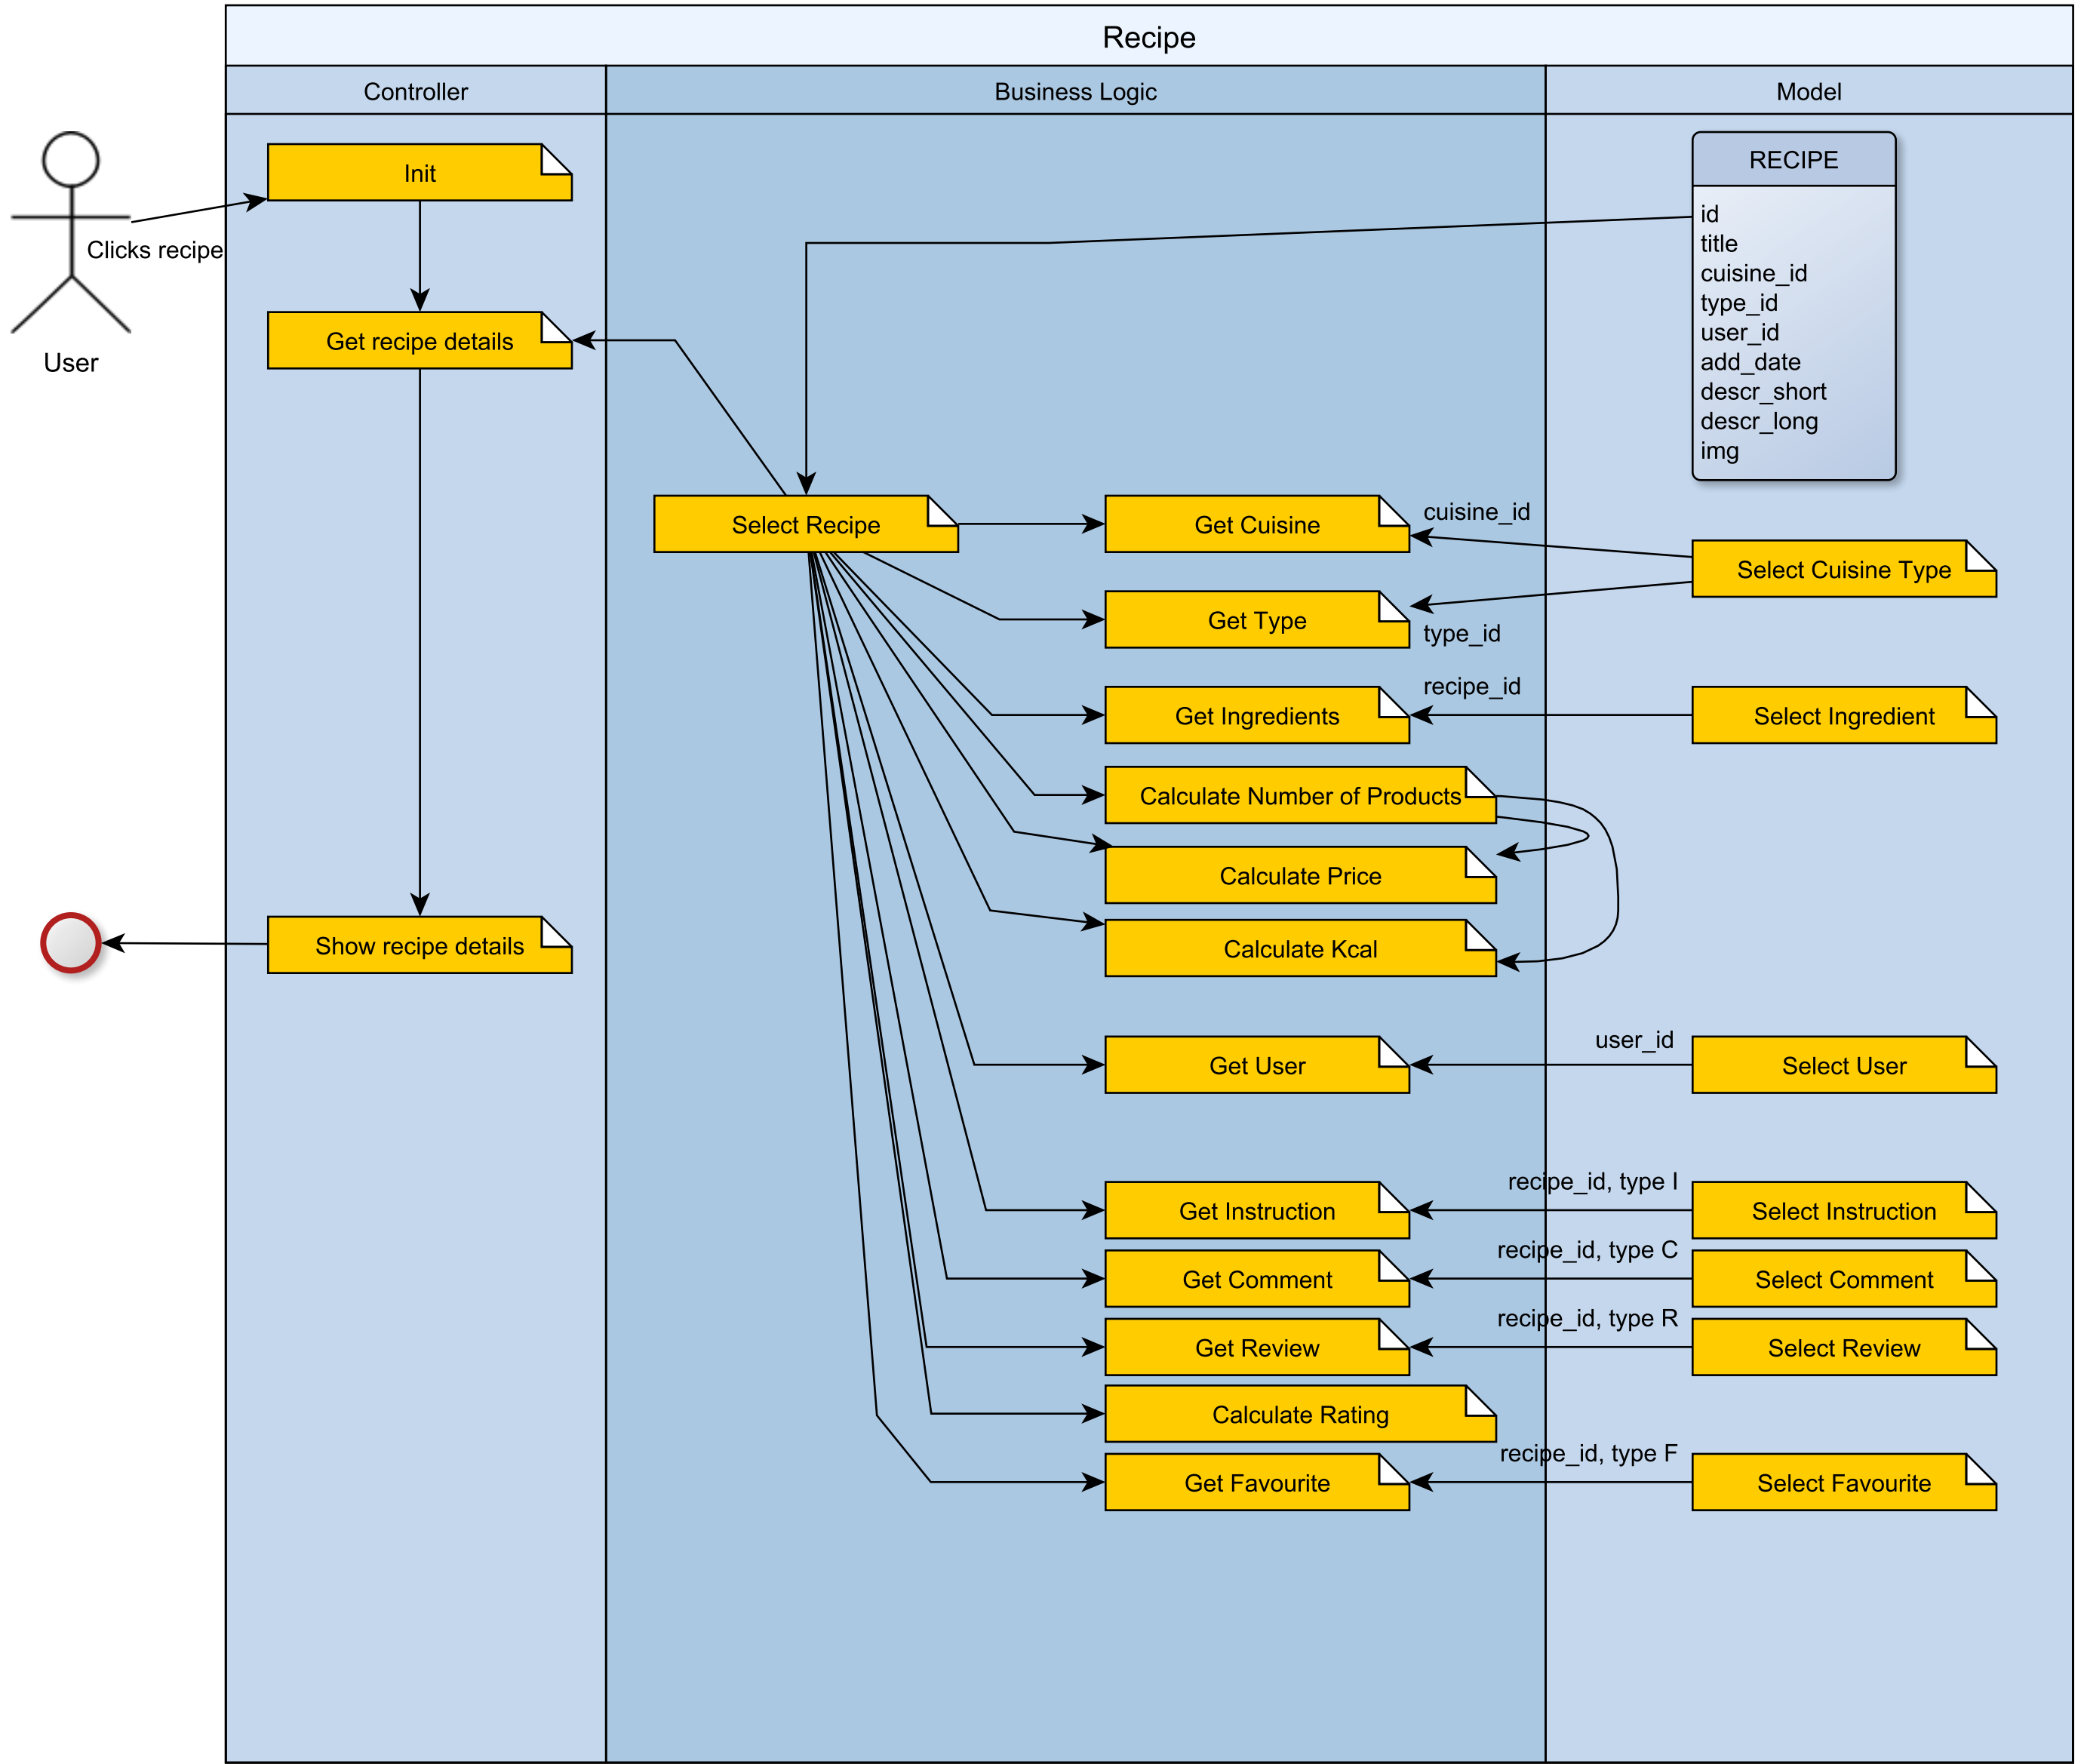 Recipe
Controller
Business Logic
Model
Init
Clicks recipe
User
Get recipe details
Show recipe details
RECIPE
id
title
cuisine_id
type_id
user_id
add_date
descr_short
descr_long
img
Select Recipe
Get Cuisine
cuisine_id
Select Cuisine Type
Get Type
type_id
recipe_id
Get Ingredients
Select Ingredient
Calculate Number of Products
Calculate Price
Calculate Kcal
user_id
Get User
Select User
recipe_id, type I
Get Instruction
Select Instruction
recipe_id, type C
Get Comment
Select Comment
recipe_id, type R
Get Review
Select Review
Calculate Rating
recipe_id, type F
Get Favourite
Select Favourite